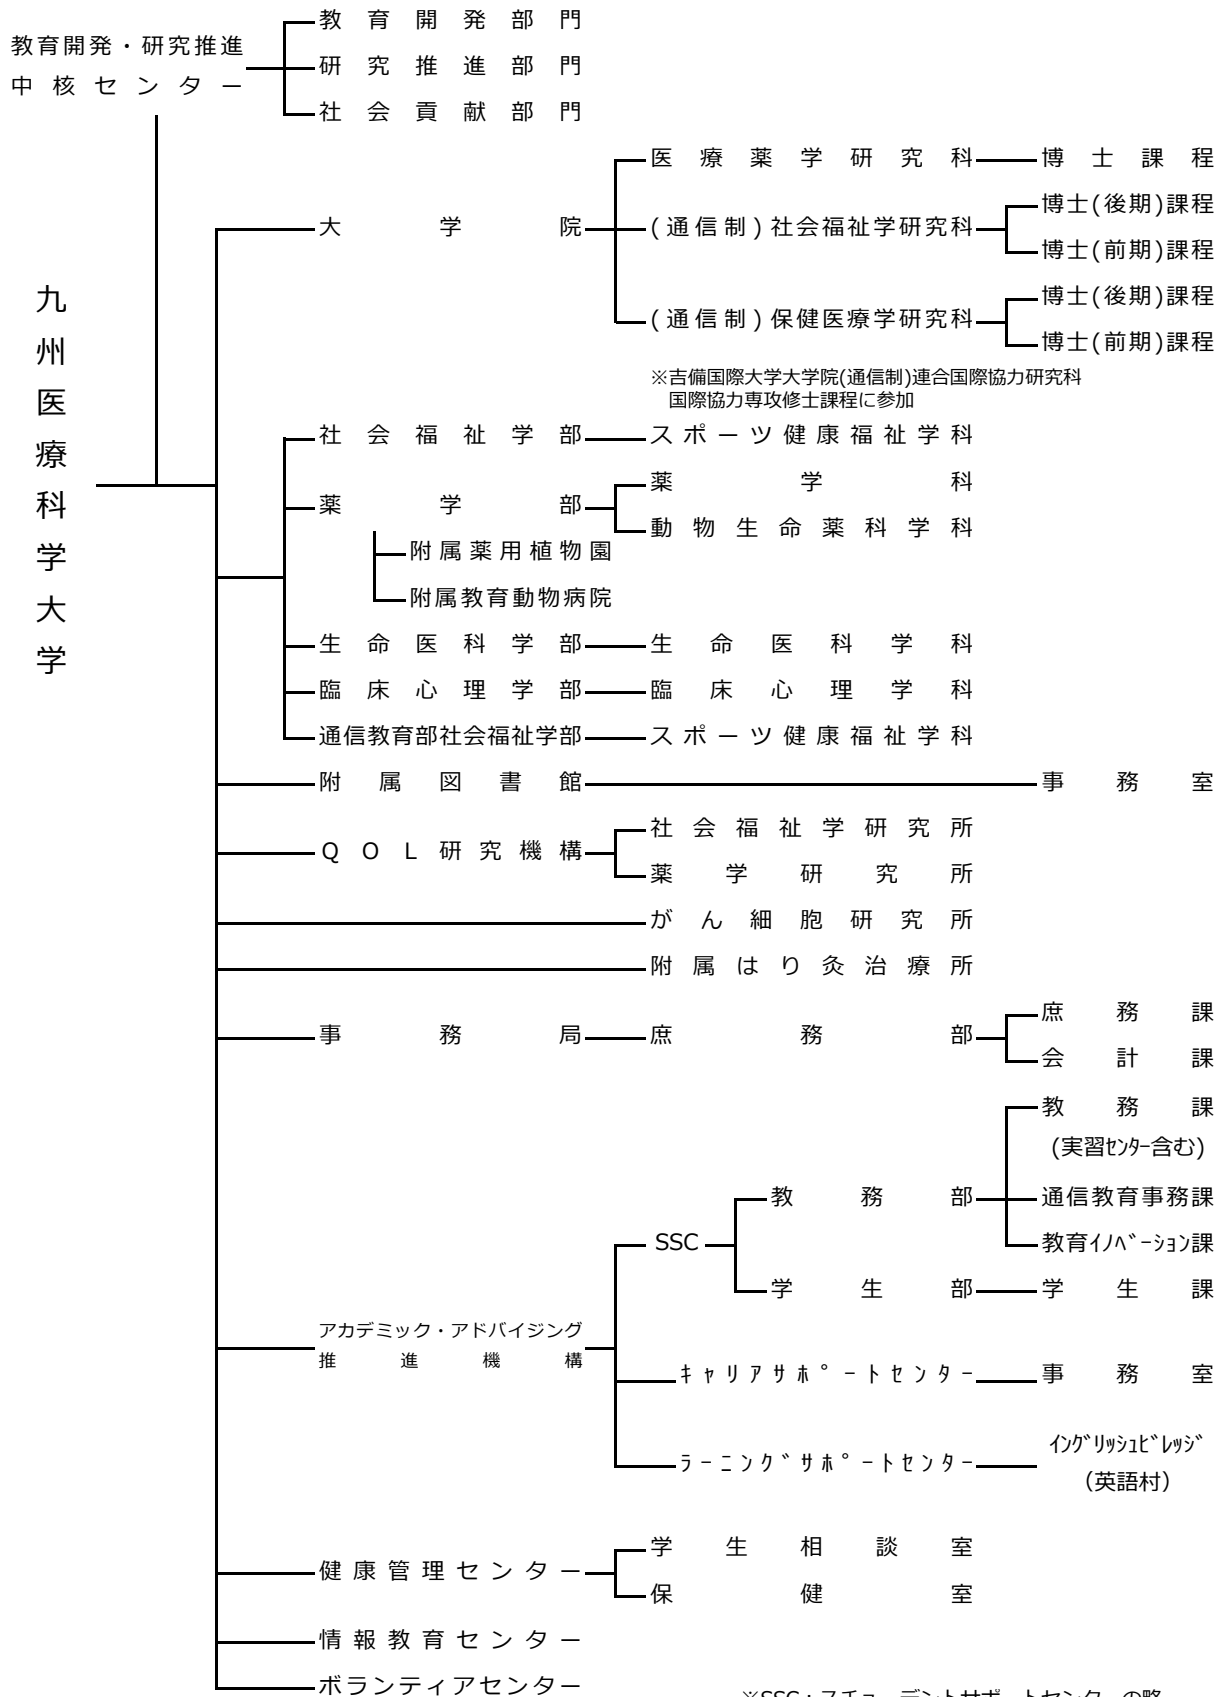 教育開発・研究推進
中核センター
教育開発部門
研究推進部門
社会貢献部門
九州医療科学大学
大学院
医療薬学研究科
博士課程
(通信制)社会福祉学研究科
博士(後期)課程
博士(前期)課程
(通信制)保健医療学研究科
博士(後期)課程
博士(前期)課程
※吉備国際大学大学院(通信制)連合国際協力研究科
国際協力専攻修士課程に参加
社会福祉学部
スポーツ健康福祉学科
薬学部
薬学科
動物生命薬科学科
附属薬用植物園
附属教育動物病院
生命医科学部
生命医科学科
臨床心理学部
臨床心理学科
通信教育部社会福祉学部
スポーツ健康福祉学科
附属図書館
事務室
QOL研究機構
社会福祉学研究所
薬学研究所
がん細胞研究所
附属はり灸治療所
事務局
庶務部
庶務課
会計課
アカデミック・アドバイジング
推進機構
SSC
教務部
教務課
(実習ｾﾝﾀｰ含む)
通信教育事務課
教育ｲﾉﾍﾞｰｼｮﾝ課
学生部
学生課
ｷｬﾘｱｻﾎﾟｰﾄｾﾝﾀｰ
事務室
ﾗｰﾆﾝｸﾞｻﾎﾟｰﾄｾﾝﾀｰ
ｲﾝｸﾞﾘｯｼｭﾋﾞﾚｯｼﾞ
(英語村)
健康管理センター
学生相談室
保健室
情報教育センター
ボランティアセンター
※SSC：スチューデントサポートセンターの略